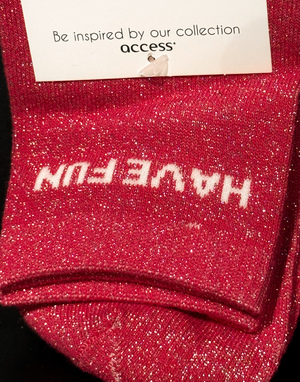 Be inspired by our collection
access
HAVE FUN